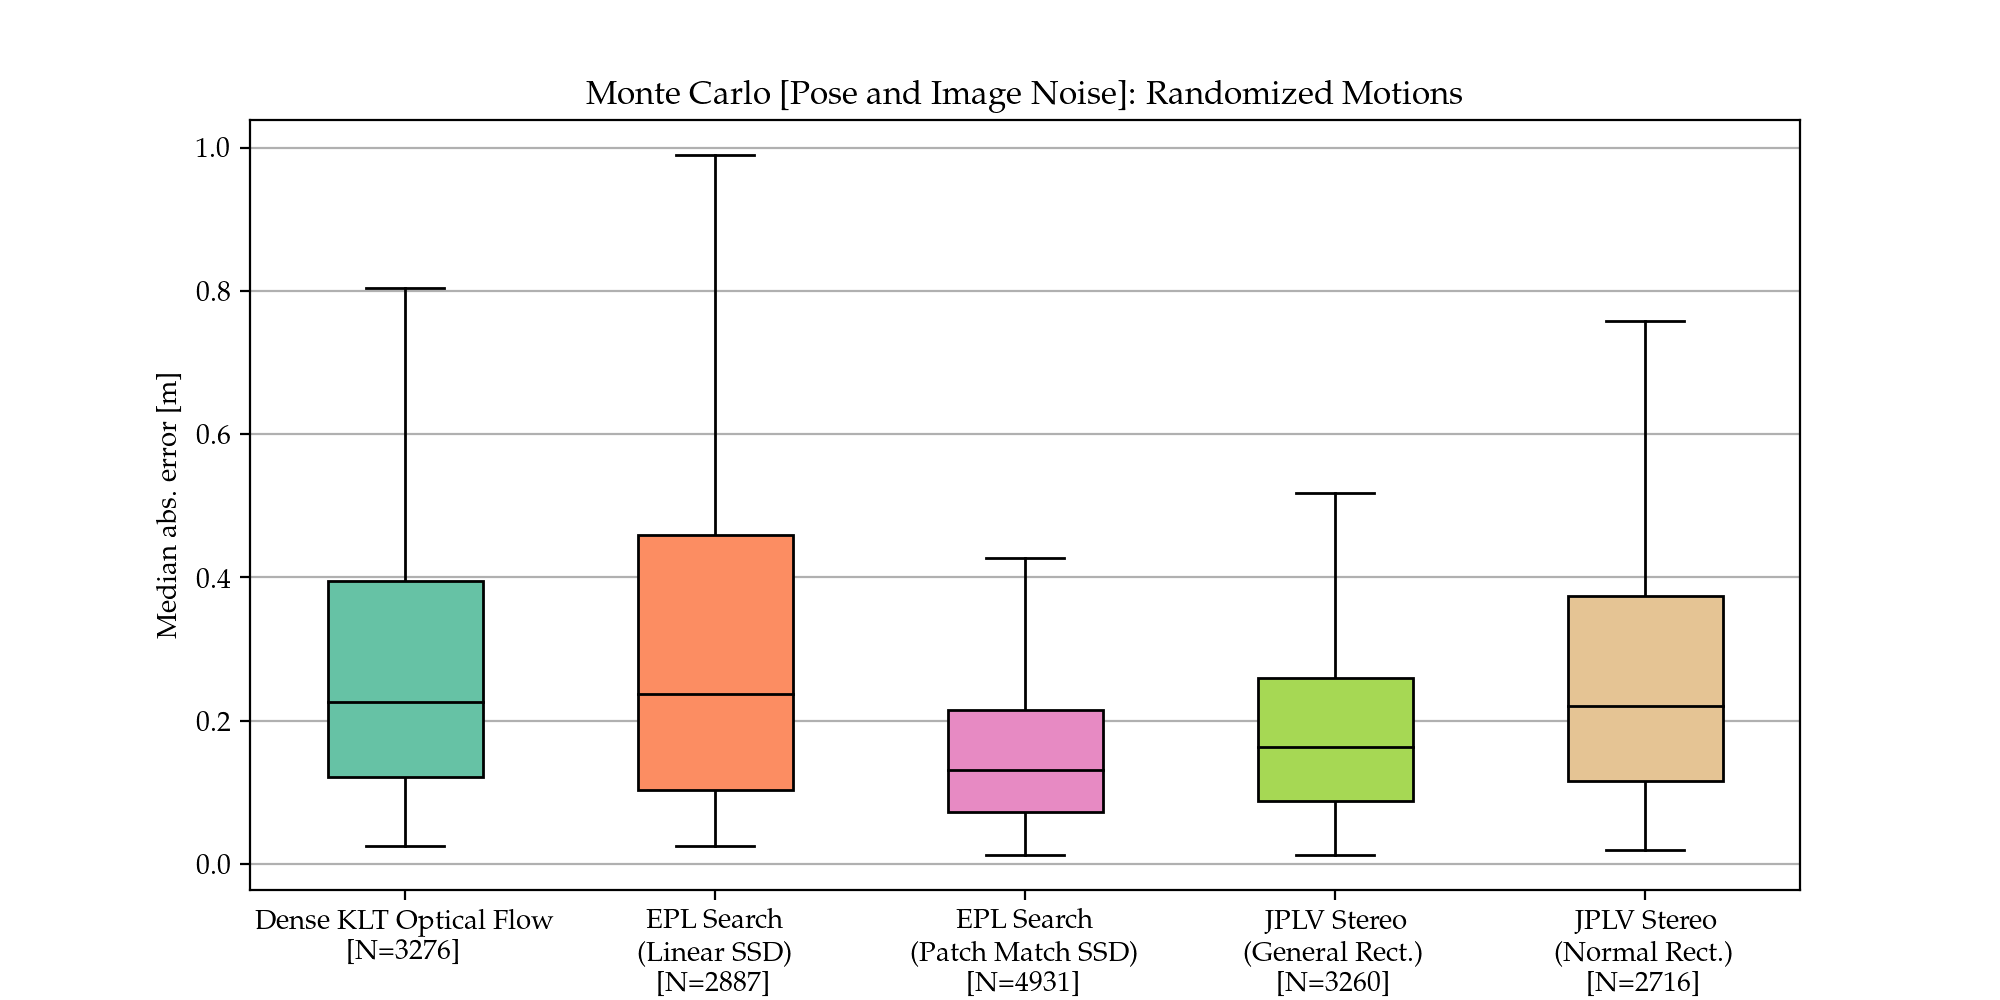 Monte Carlo [Pose and Image Noise]: Randomized Motions
Median abs. error [m]
1.0
0.8
0.6
0.4
0.2
0.0
Dense KLT Optical Flow
[N=3276]
EPL Search
(Linear SSD)
[N=2887]
EPL Search
(Patch Match SSD)
[N=4931]
JPLV Stereo
(General Rect.)
[N=3260]
JPLV Stereo
(Normal Rect.)
[N=2716]